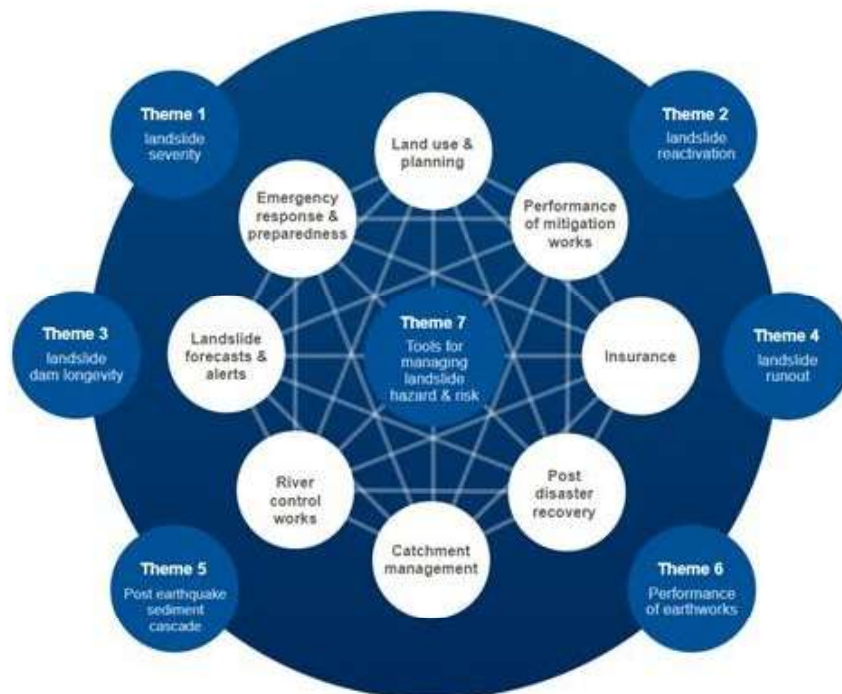 Theme 1
landslide
severity
Theme 2
landslide
reactivation
Land use &
planning
Emergency
response &
preparedness
Performance
of mitigation
works
Theme 3
landslide
dam longevity
Landslide
forecasts &
alerts
Theme 7
Tools for
managing
landslide
hazard & risk
Insurance
Theme 4
landslide
runout
River
control
works
Post
disaster
recovery
Catchment
management
Theme 5
Post earthquake
sediment
cascade
Theme 6
Performance
of earthworks